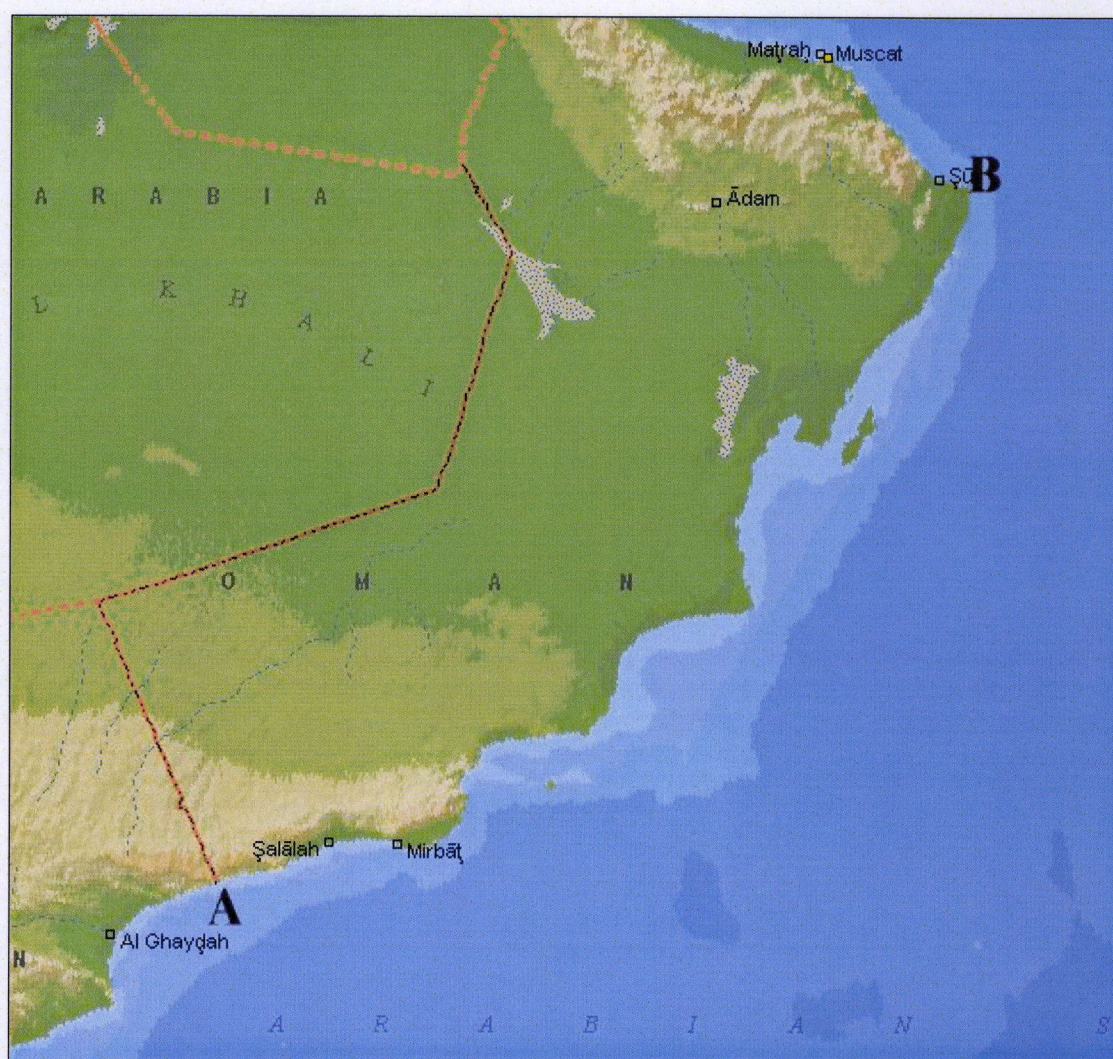 Maţraḩ Muscat
B
Ādam
A R A B I A
K H A L I
O M A N
Şalālah
Mirbāţ
A
Al Ghayḑah
N
A R A B I A N S